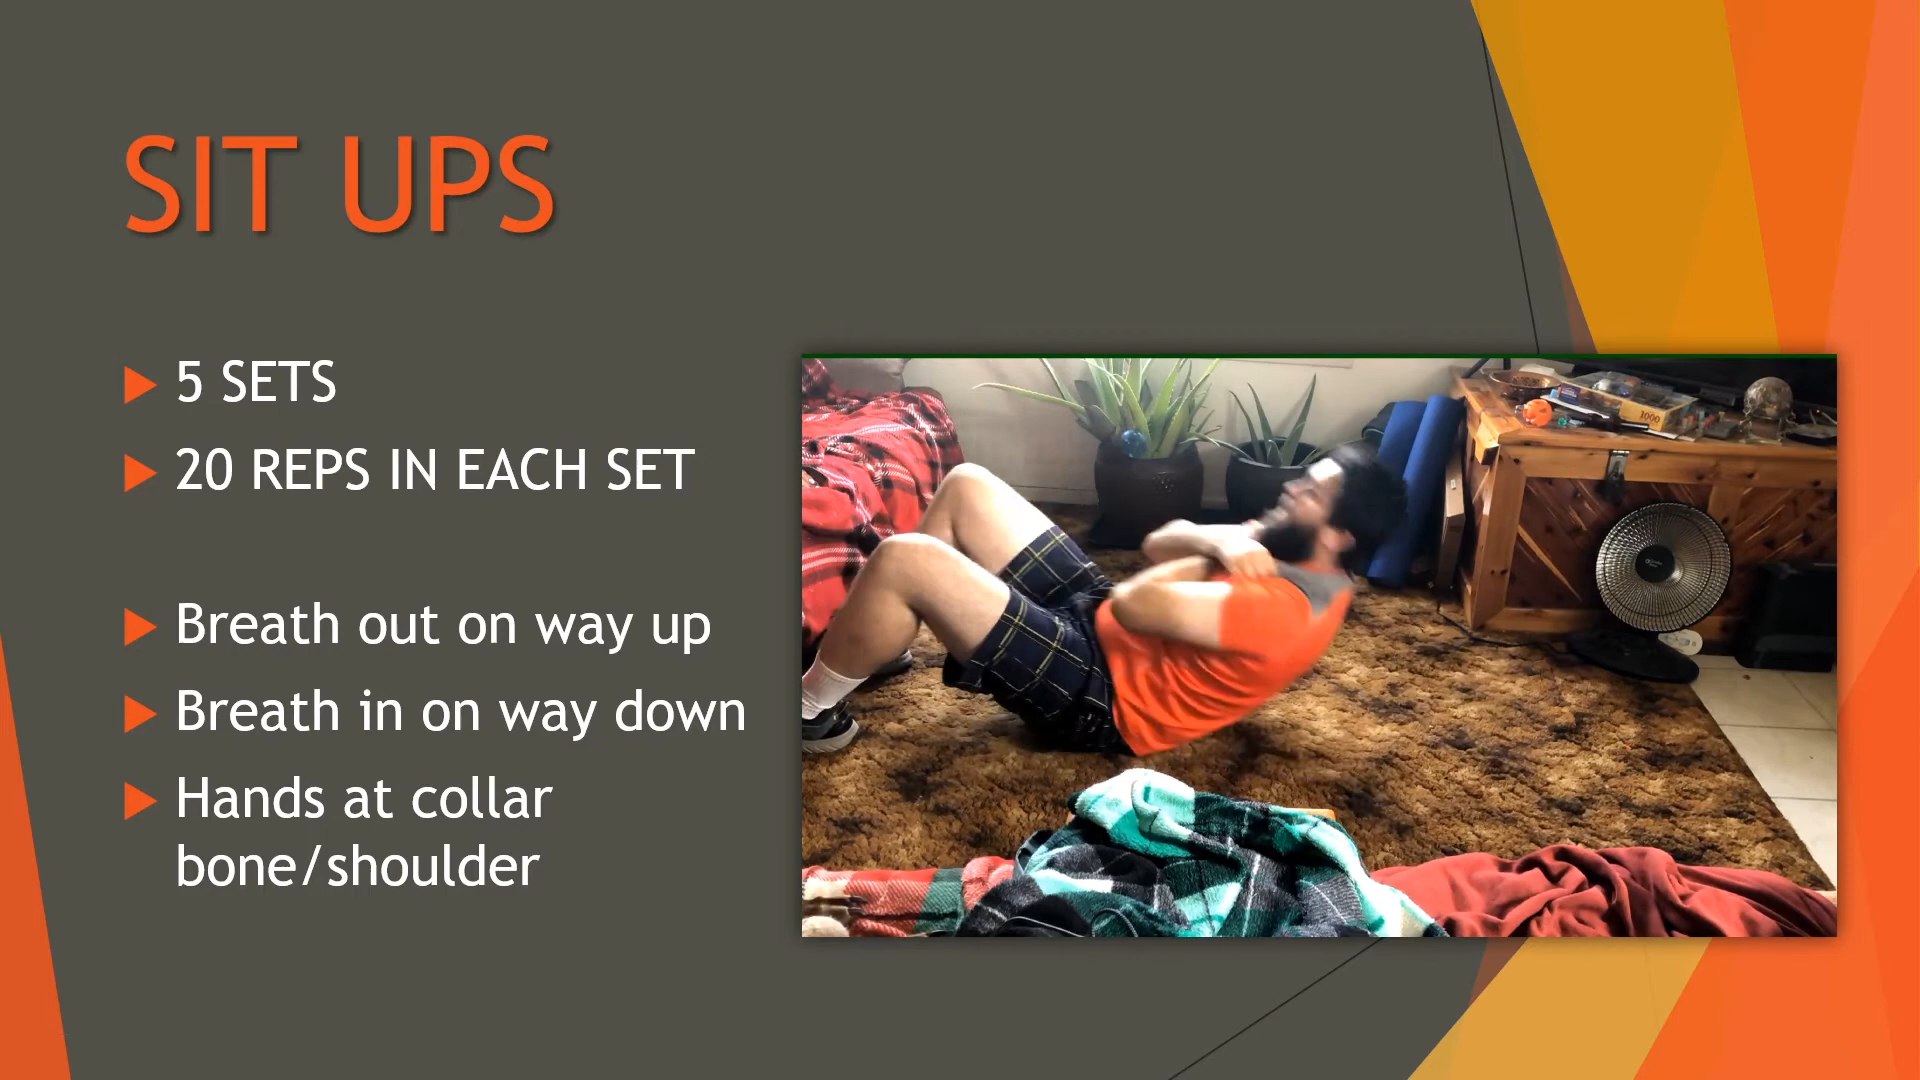 SIT UPS
5 SETS
20 REPS IN EACH SET
Breath out on way up
Breath in on way down
Hands at collar
bone/shoulder
1000